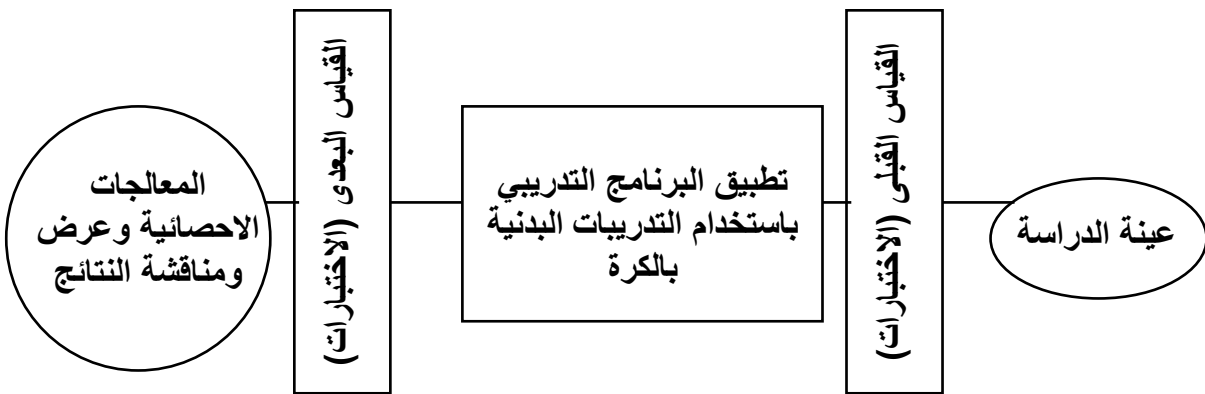 عينة الدراسة
القياس القبلى (الاختبارات)
تطبيق البرنامج التدريبي
باستخدام التدريبات البدنية
بالكرة
القياس البعدى (الاختبارات)
المعالجات
الاحصائية وعرض
ومناقشة النتائج